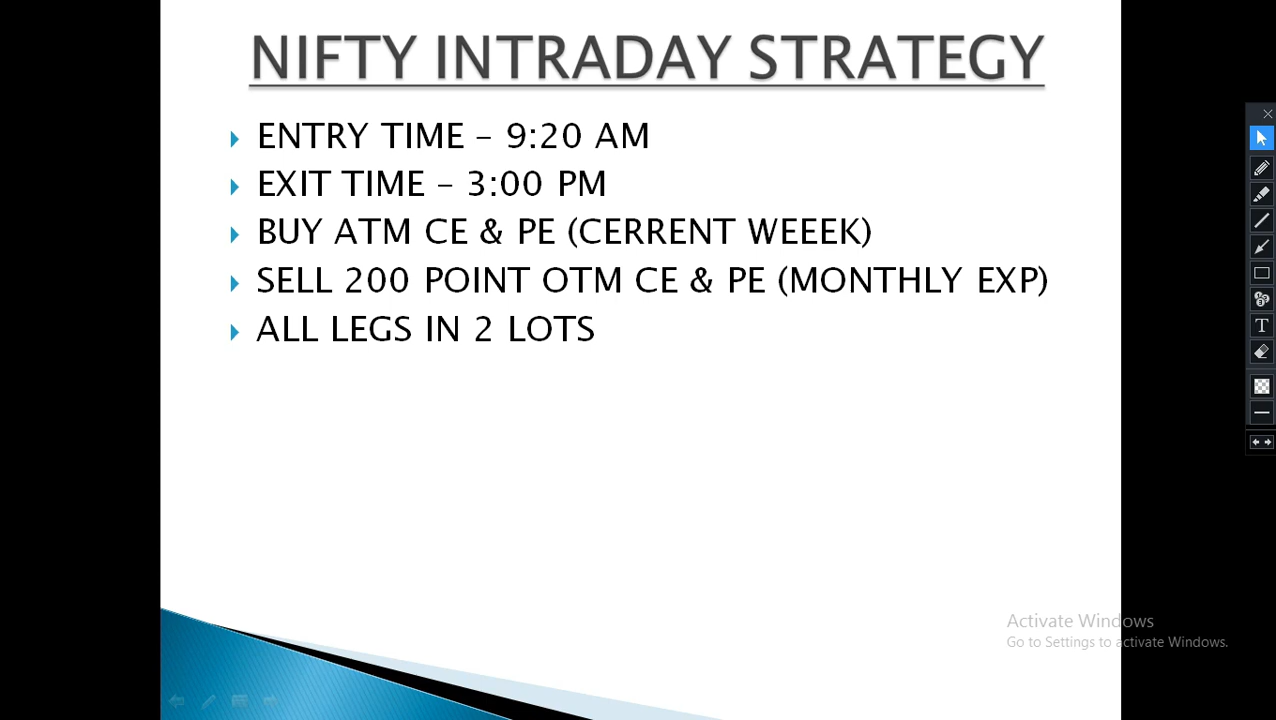 NIFTY INTRADAY STRATEGY
ENTRY TIME – 9:20 AM
EXIT TIME – 3:00 PM
BUY ATM CE & PE (CERRENT WEEEK)
SELL 200 POINT OTM CE & PE (MONTHLY EXP)
ALL LEGS IN 2 LOTS
Activate Windows
Go to Settings to activate Windows.